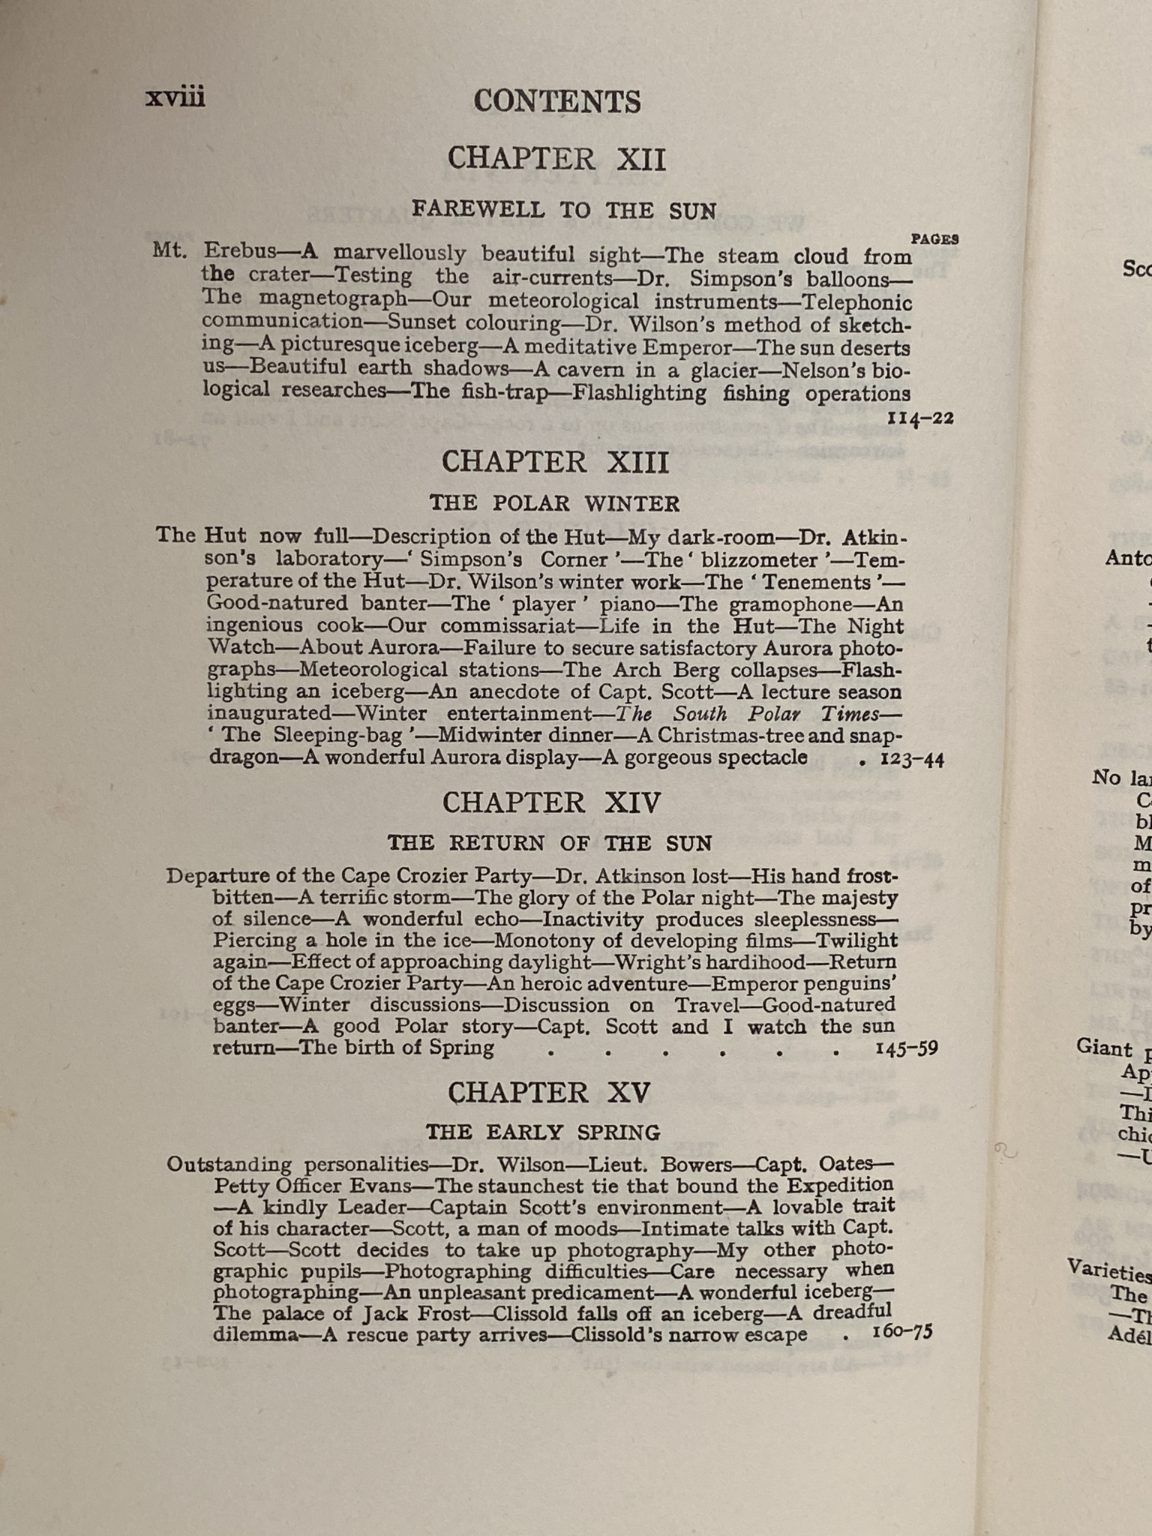 xviii
CONTENTS
CHAPTER XII
FAREWELL TO THE SUN
PAGES
Mt. Erebus—A marvellously beautiful sight—The steam cloud from
the crater—Testing the air-currents—Dr. Simpson's balloons—
The magnetograph—Our meteorological instruments—Telephonic
communication—Sunset colouring—Dr. Wilson's method of sketch-
ing—A picturesque iceberg—A meditative Emperor—The sun deserts
us—Beautiful earth shadows—A cavern in a glacier—Nelson's bio-
logical researches—The fish-trap—Flashlighting fishing operations
114–22
CHAPTER XIII
THE POLAR WINTER
The Hut now full—Description of the Hut—My dark-room—Dr. Atkin-
son's laboratory—‘ Simpson's Corner ’—The ‘ blizzometer ’—Tem-
perature of the Hut—Dr. Wilson's winter work—The ‘ Tenements ’—
Good-natured banter—The ‘ player ’ piano—The gramophone—An
ingenious cook—Our commissariat—Life in the Hut—The Night
Watch—About Aurora—Failure to secure satisfactory Aurora photo-
graphs—Meteorological stations—The Arch Berg collapses—Flash-
lighting an iceberg—An anecdote of Capt. Scott—A lecture season
inaugurated—Winter entertainment—The South Polar Times—
‘ The Sleeping-bag ’—Midwinter dinner—A Christmas-tree and snap-
dragon—A wonderful Aurora display—A gorgeous spectacle . 123–44
CHAPTER XIV
THE RETURN OF THE SUN
Departure of the Cape Crozier Party—Dr. Atkinson lost—His hand frost-
bitten—A terrific storm—The glory of the Polar night—The majesty
of silence—A wonderful echo—Inactivity produces sleeplessness—
Piercing a hole in the ice—Monotony of developing films—Twilight
again—Effect of approaching daylight—Wright's hardihood—Return
of the Cape Crozier Party—An heroic adventure—Emperor penguins'
eggs—Winter discussions—Discussion on Travel—Good-natured
banter—A good Polar story—Capt. Scott and I watch the sun
return—The birth of Spring . . . . . . 145–59
CHAPTER XV
THE EARLY SPRING
Outstanding personalities—Dr. Wilson—Lieut. Bowers—Capt. Oates—
Petty Officer Evans—The staunchest tie that bound the Expedition
—A kindly Leader—Captain Scott's environment—A lovable trait
of his character—Scott, a man of moods—Intimate talks with Capt.
Scott—Scott decides to take up photography—My other photo-
graphic pupils—Photographing difficulties—Care necessary when
photographing—An unpleasant predicament—A wonderful iceberg—
The palace of Jack Frost—Clissold falls off an iceberg—A dreadful
dilemma—A rescue party arrives—Clissold's narrow escape . 160–75
No
of
by
Giant
Varieties
The